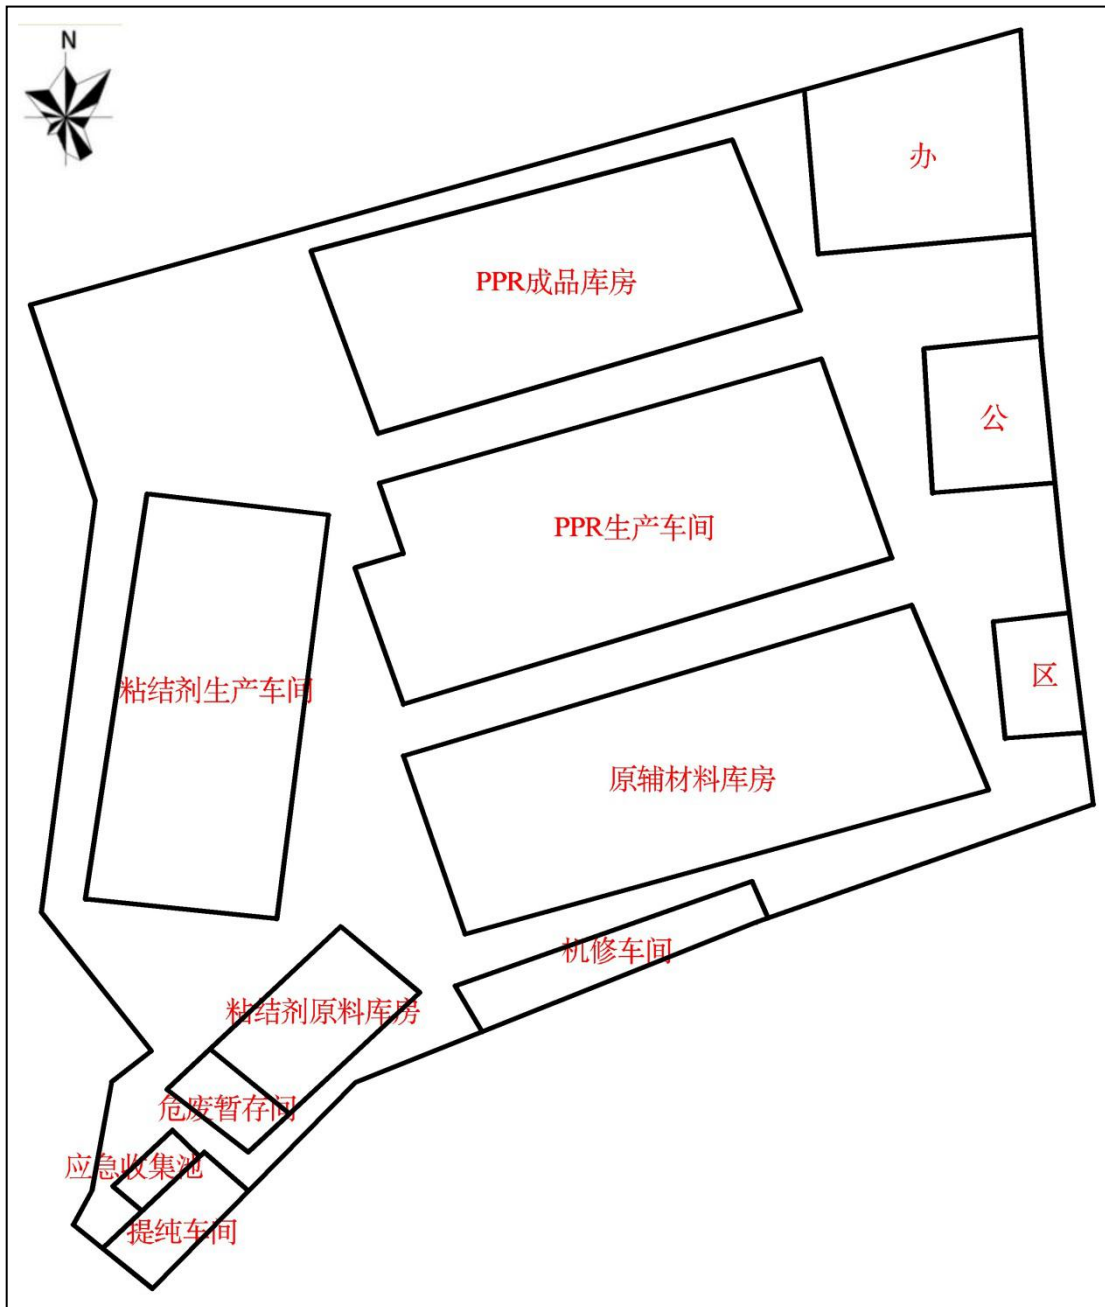 N
办
PPR成品库房
公
PPR生产车间
区
粘结剂生产车间
原辅材料库房
机修车间
粘结剂原料库房
危废暂存间
应急收集池
提纯车间